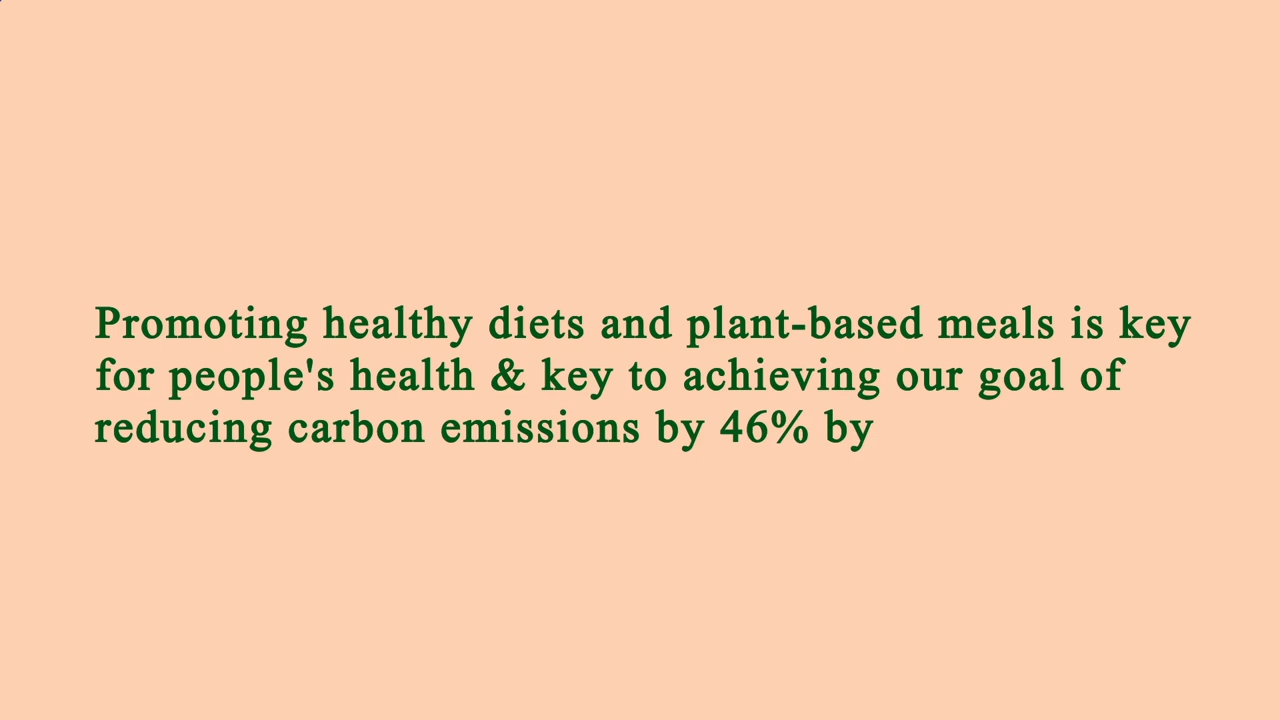 Promoting healthy diets and plant-based meals is key
for people's health & key to achieving our goal of
reducing carbon emissions by 46% by